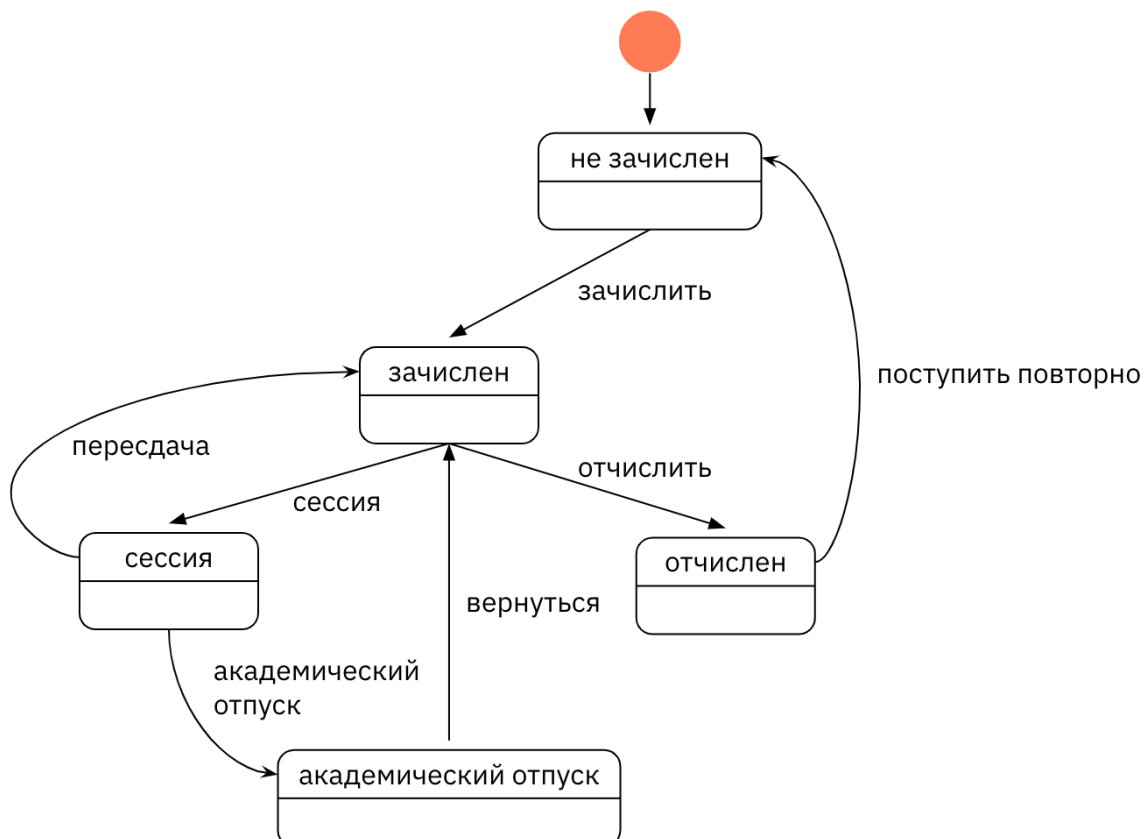 не зачислен
зачислить
зачислен
поступить повторно
пересдача
отчислить
сессия
сессия
отчислен
вернуться
академический
отпуск
академический отпуск